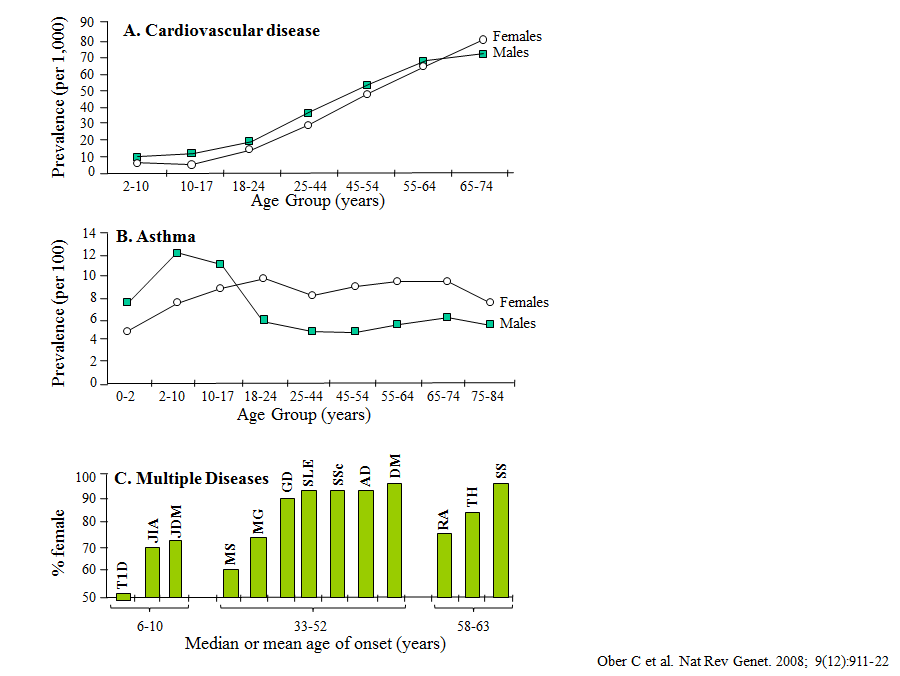 A. Cardiovascular disease
Prevalence (per 1,000)
90
80
70
60
50
40
30
20
10
0
Females
Males
2-10 10-17 18-24 25-44 45-54 55-64 65-74
Age Group (years)
B. Asthma
Prevalence (per 100)
14
12
10
8
6
4
2
0
Females
Males
0-2 2-10 10-17 18-24 25-44 45-54 55-64 65-74 75-84
Age Group (years)
C. Multiple Diseases
% female
100
90
80
70
60
50
T1D
JIA
JDM
MS
MG
GD
SLE
SSc
AD
DM
RA
TH
SS
6-10 33-52 58-63
Median or mean age of onset (years)
Ober C et al. Nat Rev Genet. 2008; 9(12):911-22